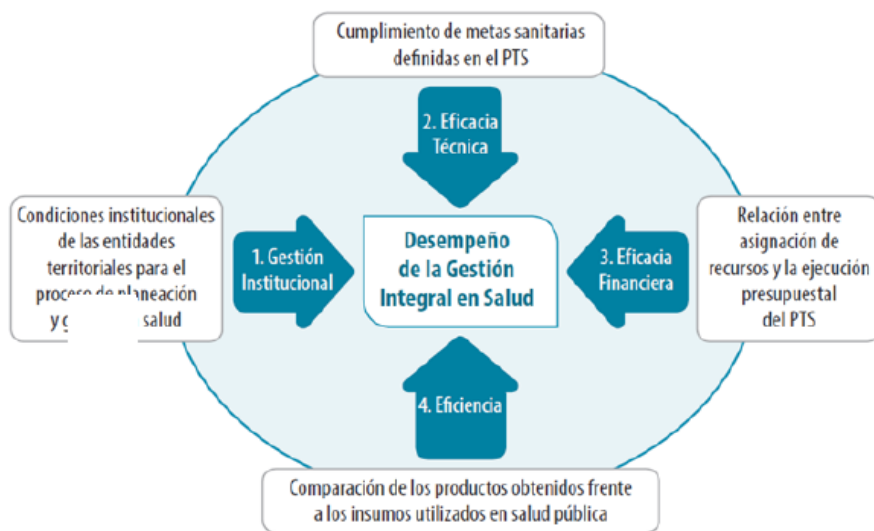 Cumplimiento de metas sanitarias
definidas en el PTS
2. Eficacia
Técnica
Condiciones institucionales
de las entidades
territoriales para el
proceso de planeación
y salud
1. Gestión
Institucional
Desempeño
de la Gestión
Integral en Salud
3. Eficacia
Financiera
Relación entre
asignación de
recursos y la ejecución
presupuestal
del PTS
4. Eficiencia
Comparación de los productos obtenidos frente
a los insumos utilizados en salud pública